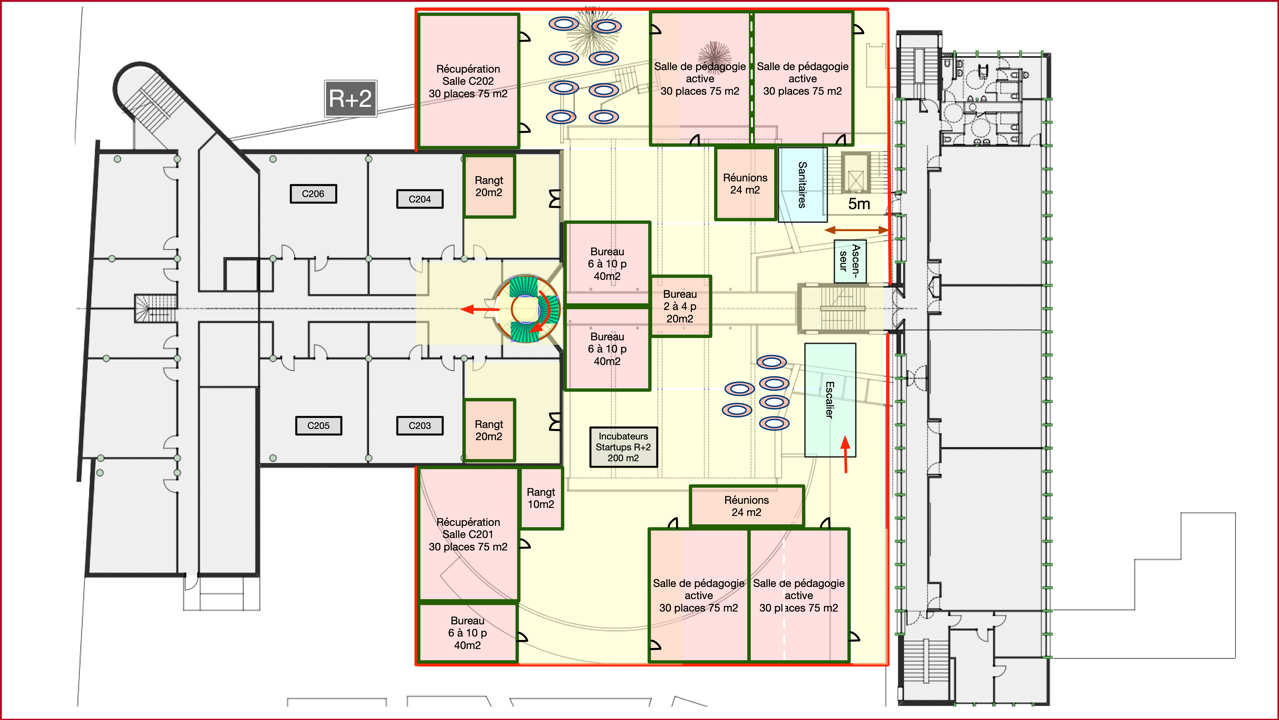 R+2
Récupération
Salle C202
30 places 75 m2
Salle de pédagogie
active
30 places 75 m2
Salle de pédagogie
active
30 places 75 m2
C206
C204
Rangt
20m2
Réunions
24 m2
Sanitaires
5m
Bureau
6 à 10 p
40m2
Ascen-
seur
Bureau
2 à 4 p
20m2
Bureau
6 à 10 p
40m2
Escalier
C205
C203
Rangt
20m2
Incubateurs
Startups R+2
200 m2
Rangt
10m2
Réunions
24 m2
Récupération
Salle C201
30 places 75 m2
Salle de pédagogie
active
30 places 75 m2
Salle de pédagogie
active
30 places 75 m2
Bureau
6 à 10 p
40m2